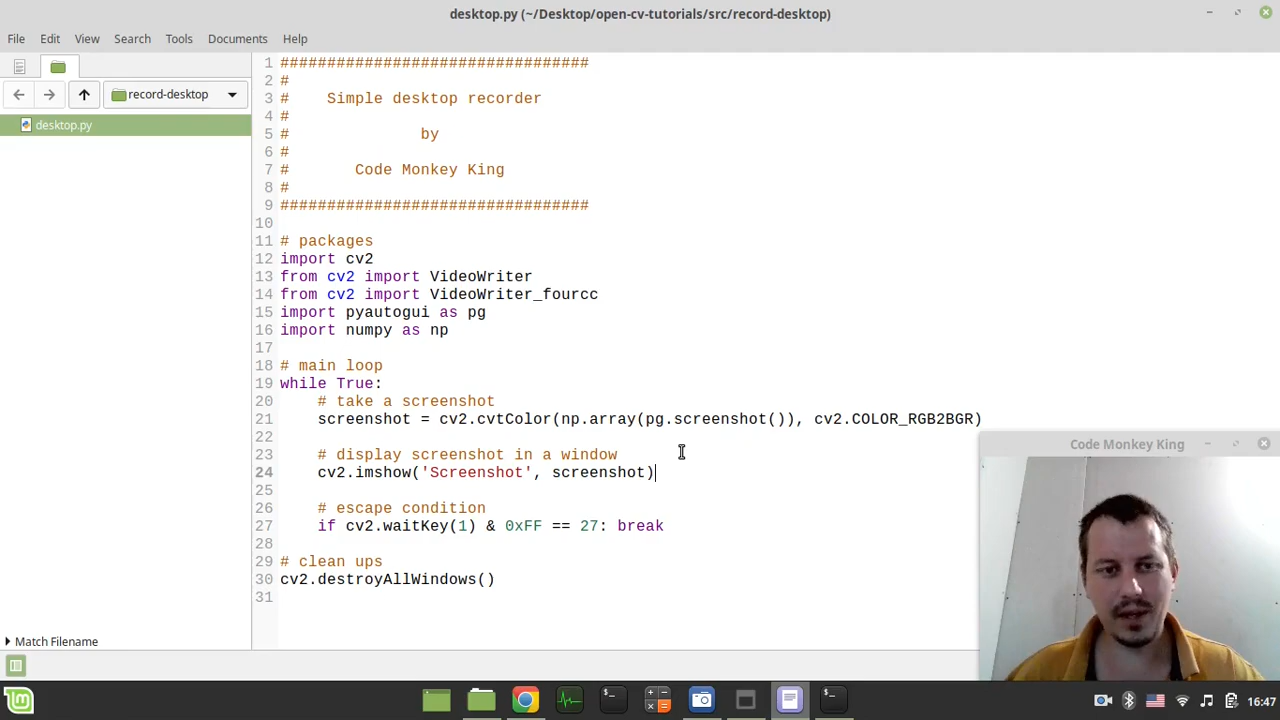 desktop.py (~/Desktop/open-cv-tutorials/src/record-desktop)
File Edit View Search Tools Documents Help
record-desktop
desktop.py
1 #################################
2 #
3 #    Simple desktop recorder
4 #
5 #              by
6 #
7 #       Code Monkey King
8 #
9 #################################
10
11 # packages
12 import cv2
13 from cv2 import VideoWriter
14 from cv2 import VideoWriter_fourcc
15 import pyautogui as pg
16 import numpy as np
17
18 # main loop
19 while True:
20     # take a screenshot
21     screenshot = cv2.cvtColor(np.array(pg.screenshot()), cv2.COLOR_RGB2BGR)
22
23     # display screenshot in a window
24     cv2.imshow('Screenshot', screenshot)
25
26     # escape condition
27     if cv2.waitKey(1) & 0xFF == 27: break
28
29 # clean ups
30 cv2.destroyAllWindows()
31
Code Monkey King
Match Filename
16:47